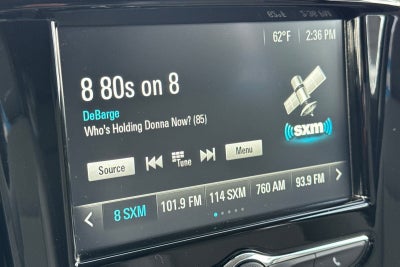 62°F 2:36 PM
8 80s on 8
DeBarge
Who's Holding Donna Now? (85)
sxm
Source Tune Menu
8 SXM 101.9 FM 114 SXM 760 AM 93.9 FM